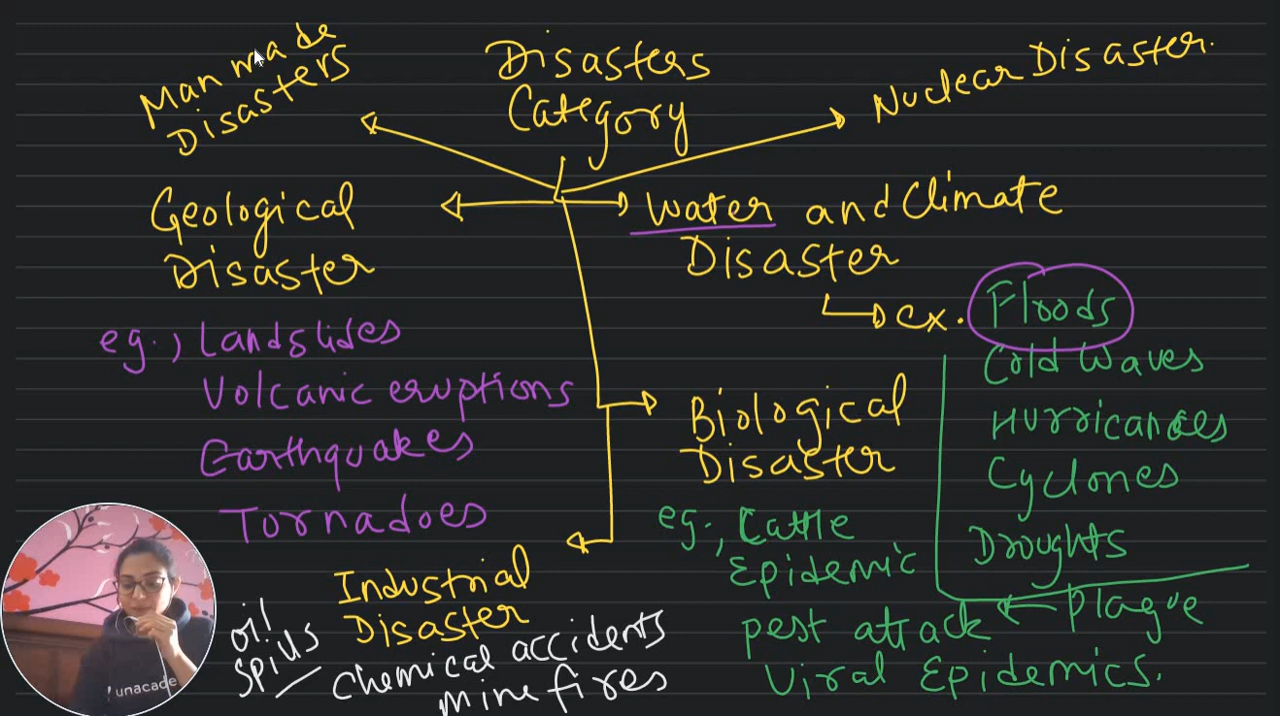 Disasters
Category
Man made
Disasters
Nuclear Disaster.
Geological
Disaster
eg., Landslides
Volcanic eruptions
Earthquakes
Tornadoes
Water and Climate
Disaster
ex. Floods
Cold Waves
Hurricances
Cyclones
Droughts
Biological
Disaster
eg., Cattle
Epidemic
pest attack ← Plague
Viral Epidemics.
Industrial
Disaster
oil
spills
Chemical accidents
mine fires
unacade